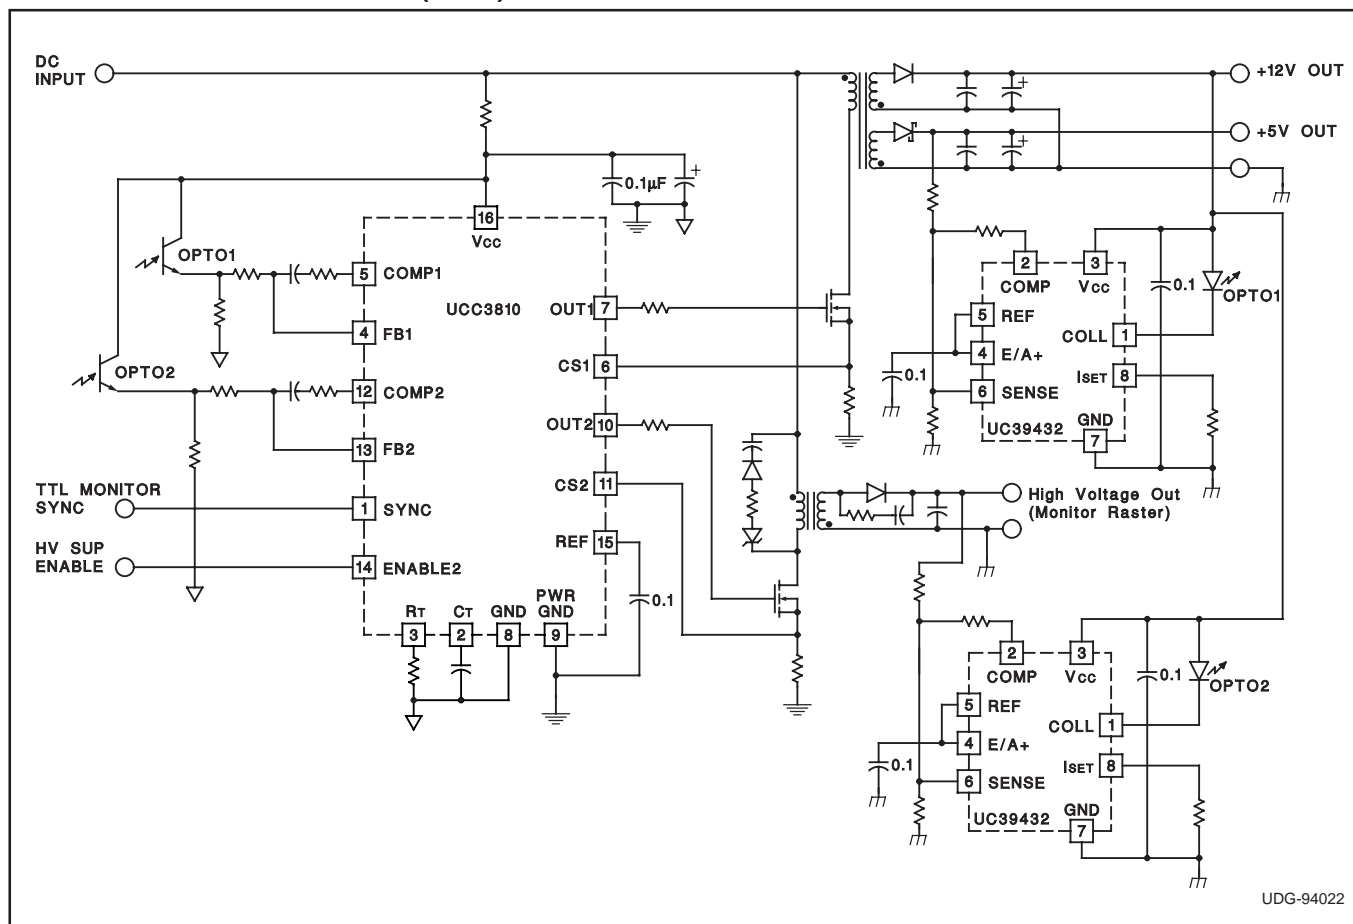 DC
INPUT
+12V OUT
+5V OUT
0.1µF
+
+
+
16
VCC
OPTO1
5 COMP1
UCC3810
OUT1 7
4 FB1
CS1 6
OPTO2
12 COMP2
OUT2 10
13 FB2
CS2 11
TTL MONITOR
SYNC
1 SYNC
REF 15
HV SUP
ENABLE
14 ENABLE2
0.1
RT CT GND PWR
GND
3 2 8 9
2 3
COMP VCC
0.1
OPTO1
5 REF
COLL 1
4 E/A+
0.1
ISET 8
6 SENSE
GND
UC39432
7
High Voltage Out
(Monitor Raster)
2 3
COMP VCC
0.1
OPTO2
5 REF
COLL 1
4 E/A+
0.1
ISET 8
6 SENSE
GND
UC39432
7
UDG-94022